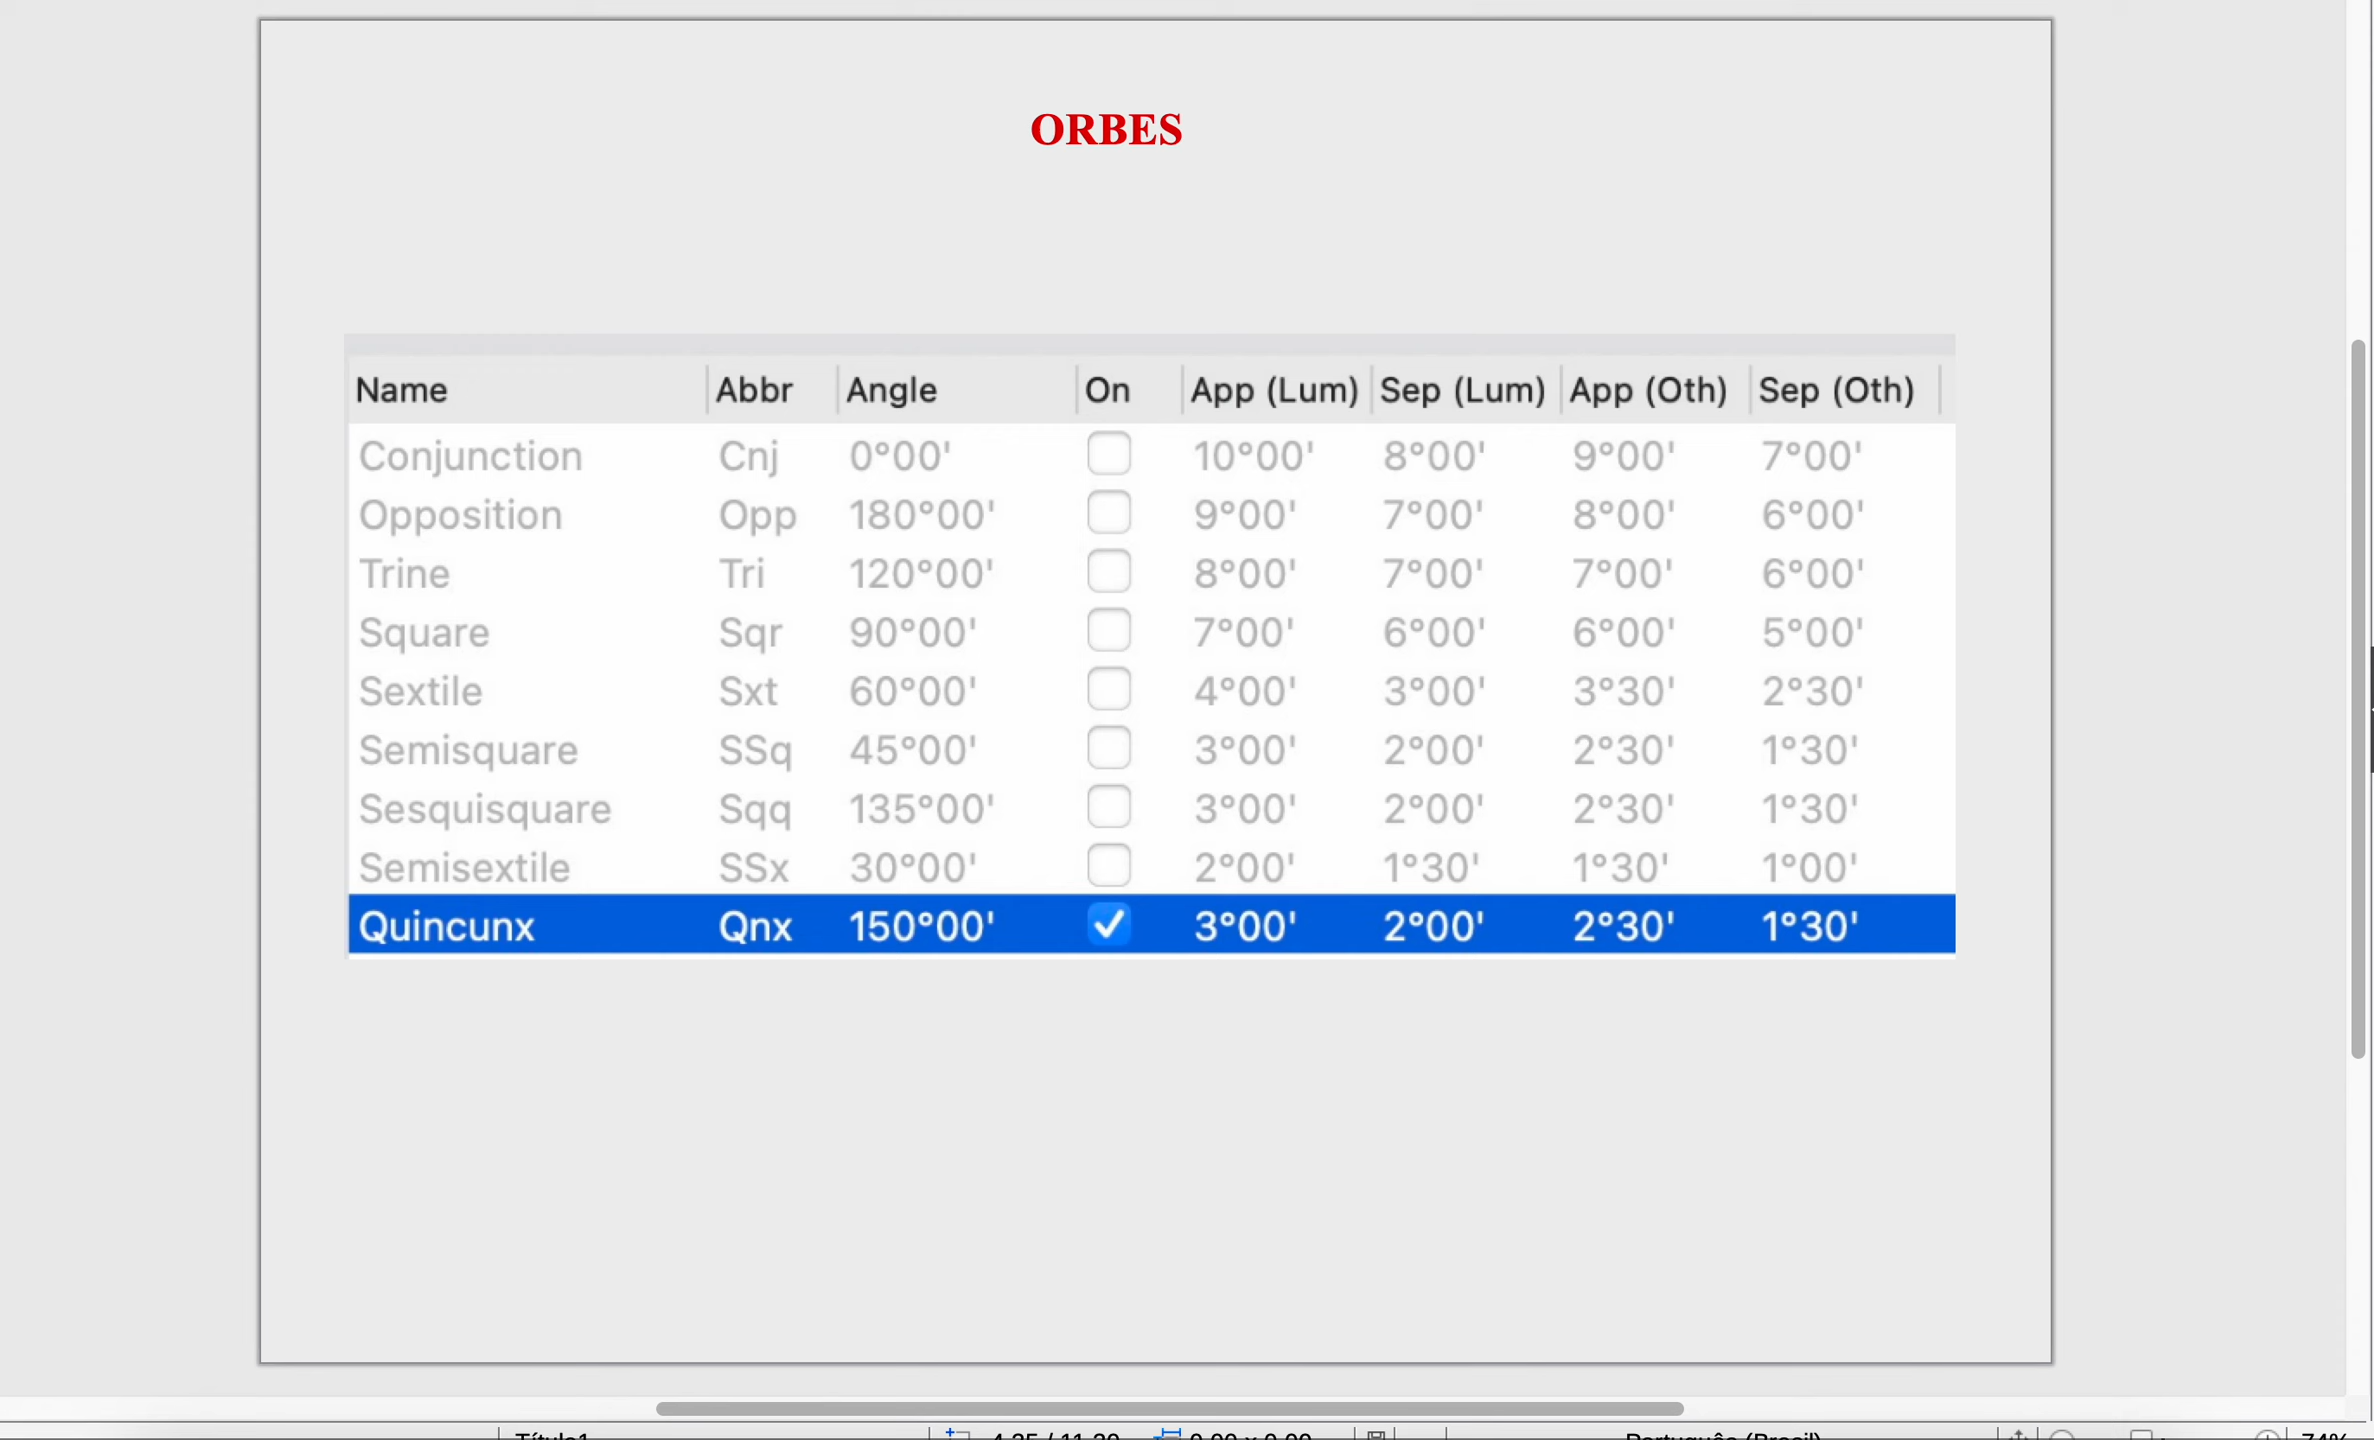 ORBES
Name Abbr Angle On App (Lum) Sep (Lum) App (Oth) Sep (Oth)
Conjunction Cnj 0°00' 10°00' 8°00' 9°00' 7°00'
Opposition Opp 180°00' 9°00' 7°00' 8°00' 6°00'
Trine Tri 120°00' 8°00' 7°00' 7°00' 6°00'
Square Sqr 90°00' 7°00' 6°00' 6°00' 5°00'
Sextile Sxt 60°00' 4°00' 3°00' 3°30' 2°30'
Semisquare SSq 45°00' 3°00' 2°00' 2°30' 1°30'
Sesquisquare Sqq 135°00' 3°00' 2°00' 2°30' 1°30'
Semisextile SSx 30°00' 2°00' 1°30' 1°30' 1°00'
Quincunx Qnx 150°00' 3°00' 2°00' 2°30' 1°30'
Título1 Português (Brasil) 74%